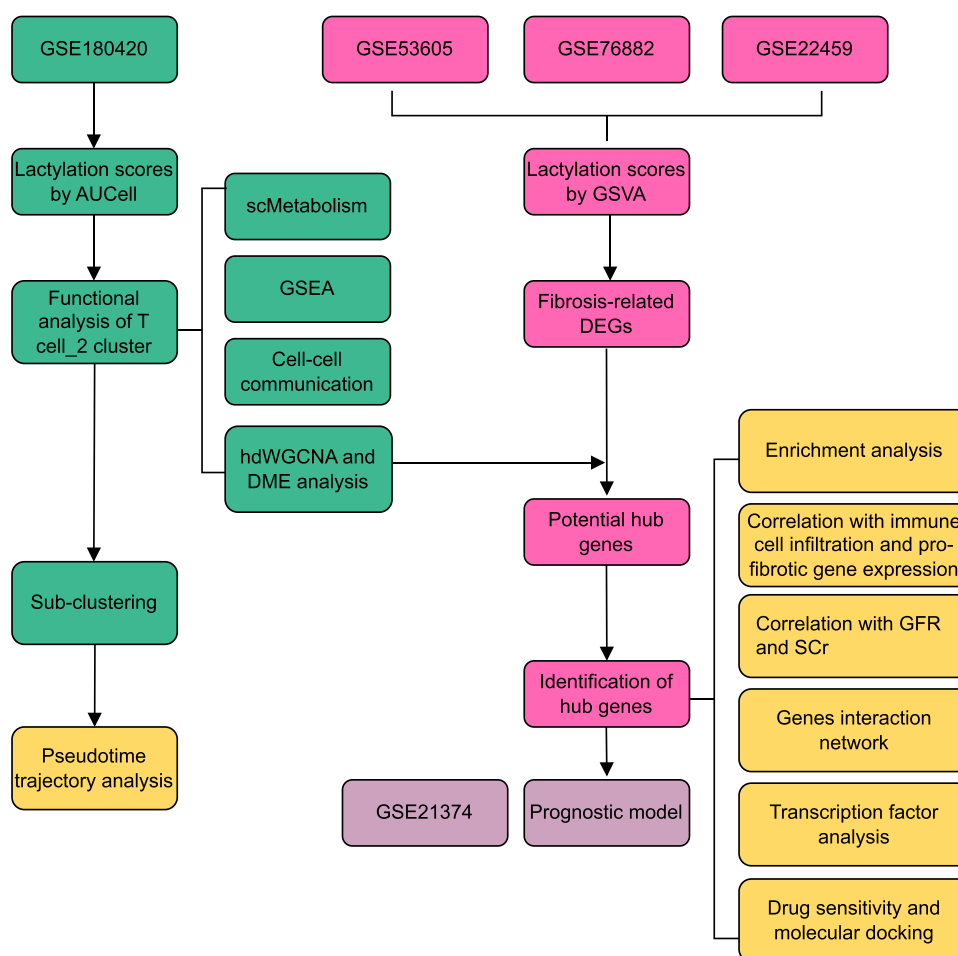 GSE180420
GSE53605
GSE76882
GSE22459
Lactylation scores
by AUCell
scMetabolism
Lactylation scores
by GSVA
Functional
analysis of T
cell_2 cluster
GSEA
Fibrosis-related
DEGs
Cell-cell
communication
hdWGCNA and
DME analysis
Enrichment analysis
Potential hub
genes
Correlation with immune
cell infiltration and pro-
fibrotic gene expression
Sub-clustering
Correlation with GFR
and SCr
Identification of
hub genes
Genes interaction
network
Pseudotime
trajectory analysis
GSE21374
Prognostic model
Transcription factor
analysis
Drug sensitivity and
molecular docking